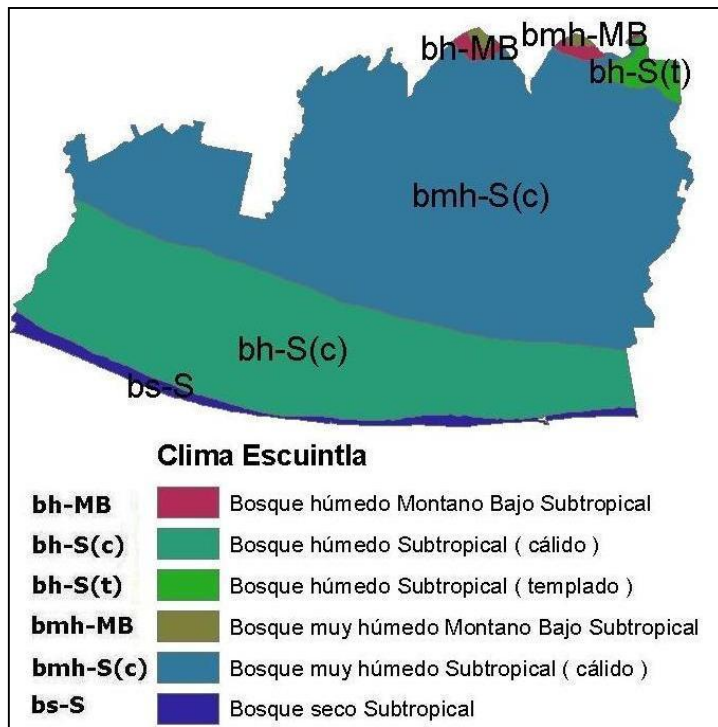 bh-MB
bmh-MB
bh-S(t)
bmh-S(c)
bh-S(c)
bs-S
Clima Escuintla
bh-MB Bosque húmedo Montano Bajo Subtropical
bh-S(c) Bosque húmedo Subtropical ( cálido )
bh-S(t) Bosque húmedo Subtropical ( templado )
bmh-MB Bosque muy húmedo Montano Bajo Subtropical
bmh-S(c) Bosque muy húmedo Subtropical ( cálido )
bs-S Bosque seco Subtropical